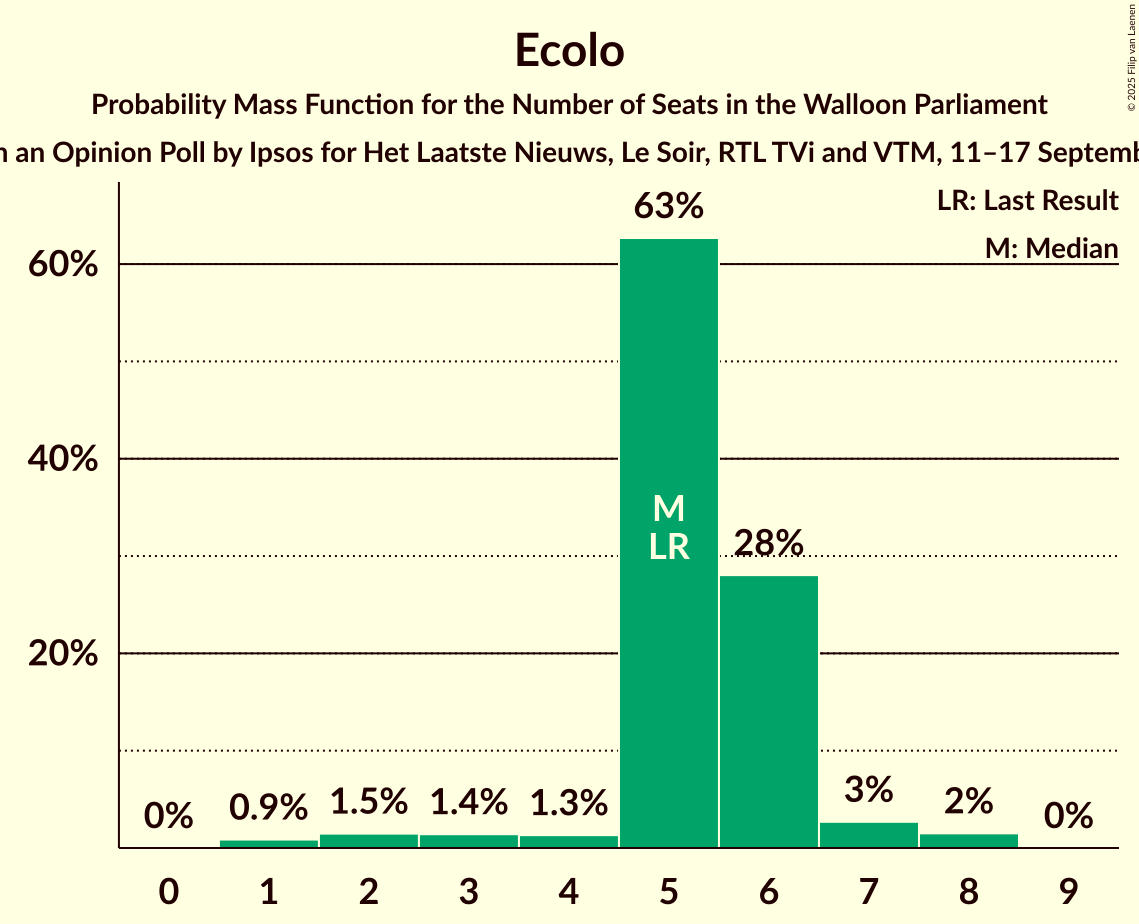 Ecolo
© 2025 Filip van Laenen
Probability Mass Function for the Number of Seats in the Walloon Parliament
an Opinion Poll by Ipsos for Het Laatste Nieuws, Le Soir, RTL TVi and VTM, 11–17
LR: Last Result
M: Median
60%
40%
20%
0%
0.9%
1.5%
1.4%
1.3%
63%
M
LR
28%
3%
2%
0%
0 1 2 3 4 5 6 7 8 9